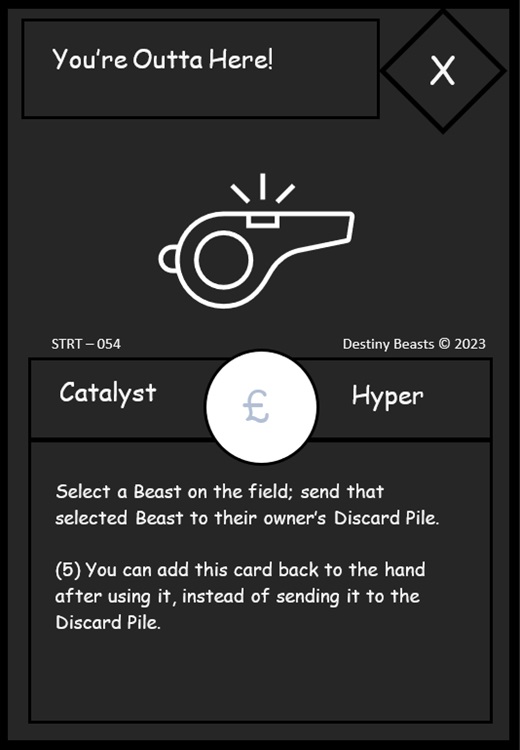 You're Outta Here!
X
STRT – 054
Destiny Beasts © 2023
Catalyst
£
Hyper
Select a Beast on the field; send that
selected Beast to their owner's Discard Pile.
(5) You can add this card back to the hand
after using it, instead of sending it to the
Discard Pile.